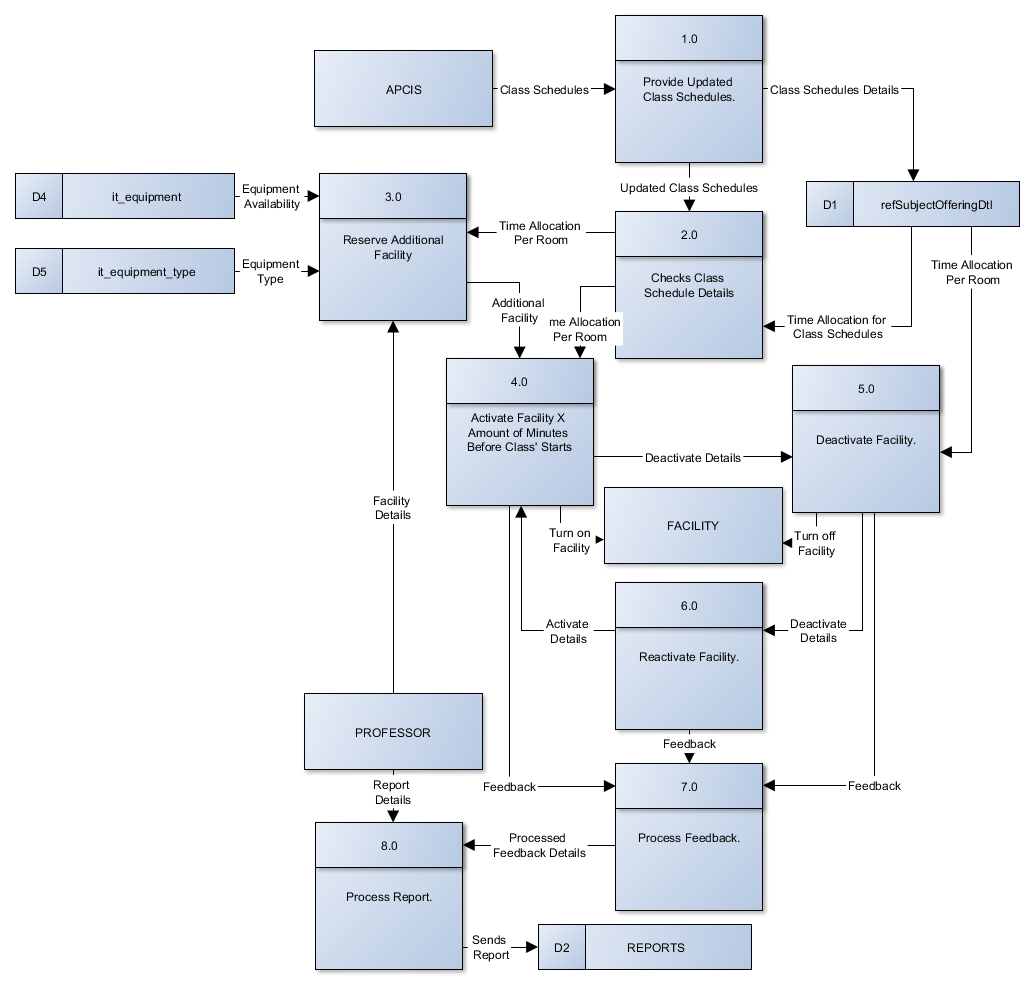 1.0
Provide Updated
Class Schedules.
APCIS
Class Schedules
Class Schedules Details
D4
it_equipment
Equipment
Availability
3.0
Reserve Additional
Facility
Updated Class Schedules
D1
refSubjectOfferingDtl
Time Allocation
Per Room
2.0
Checks Class
Schedule Details
D5
it_equipment_type
Equipment
Type
Time Allocation
Per Room
Additional
Facility
me Allocation
Per Room
Time Allocation for
Class Schedules
4.0
Activate Facility X
Amount of Minutes
Before Class' Starts
5.0
Deactivate Facility.
Deactivate Details
Facility
Details
Turn on
Facility
FACILITY
Turn off
Facility
6.0
Reactivate Facility.
Activate
Details
Deactivate
Details
PROFESSOR
Feedback
Report
Details
Feedback
7.0
Process Feedback.
Feedback
8.0
Process Report.
Processed
Feedback Details
Sends
Report
D2
REPORTS